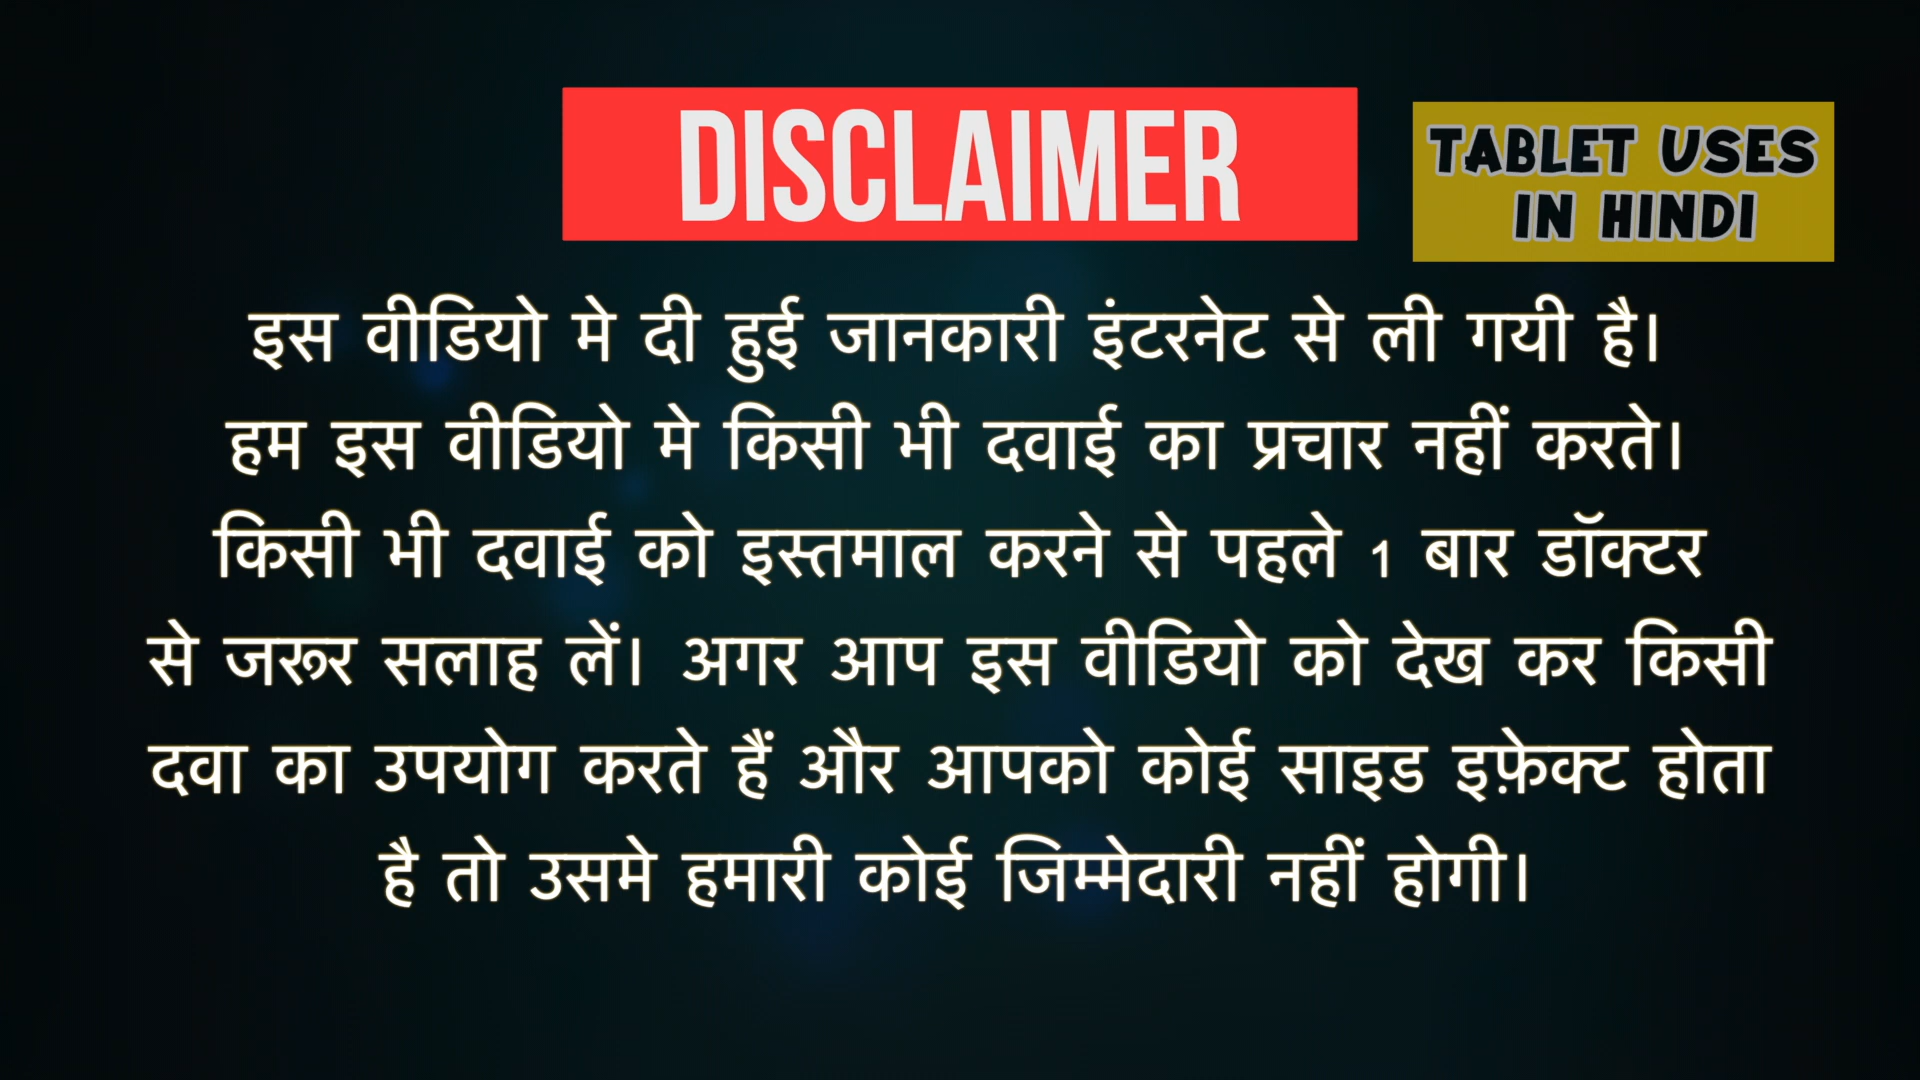 DISCLAIMER
TABLET USES
IN HINDI
इस वीडियो मे दी हुई जानकारी इंटरनेट से ली गयी है।
हम इस वीडियो मे किसी भी दवाई का प्रचार नहीं करते।
किसी भी दवाई को इस्तमाल करने से पहले 1 बार डॉक्टर
से जरूर सलाह लें। अगर आप इस वीडियो को देख कर किसी
दवा का उपयोग करते हैं और आपको कोई साइड इफ़ेक्ट होता
है तो उसमे हमारी कोई जिम्मेदारी नहीं होगी।